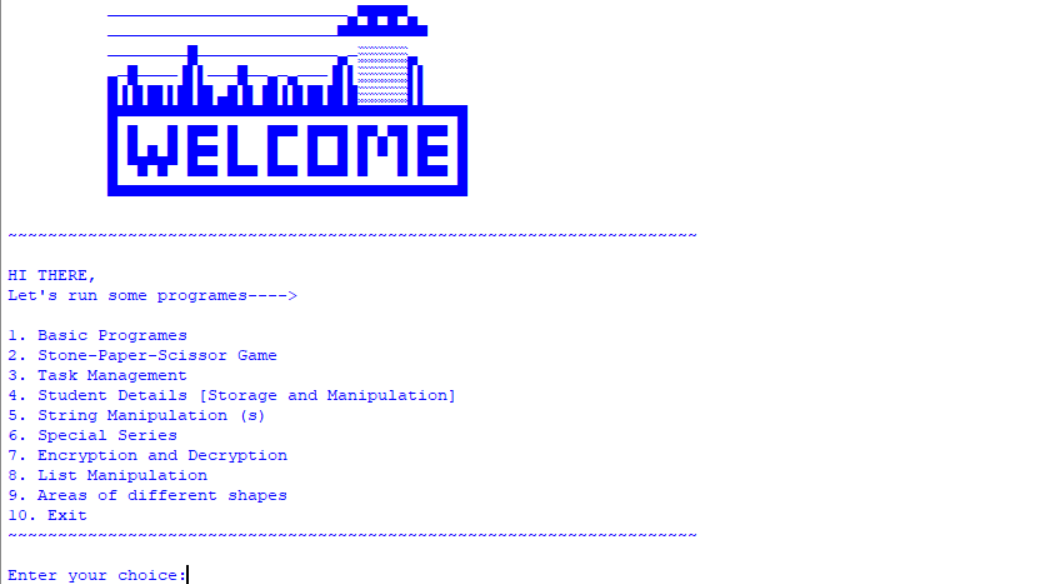 WELCOME
~~~~~~~~~~~~~~~~~~~~~~~~~~~~~~~~~~~~~~~~~~~~~~~~~~~~~~~~~~~~~~~~~~~~~
HI THERE,
Let's run some programes---->
1. Basic Programes
2. Stone-Paper-Scissor Game
3. Task Management
4. Student Details [Storage and Manipulation]
5. String Manipulation (s)
6. Special Series
7. Encryption and Decryption
8. List Manipulation
9. Areas of different shapes
10. Exit
~~~~~~~~~~~~~~~~~~~~~~~~~~~~~~~~~~~~~~~~~~~~~~~~~~~~~~~~~~~~~~~~~~~~~
Enter your choice: